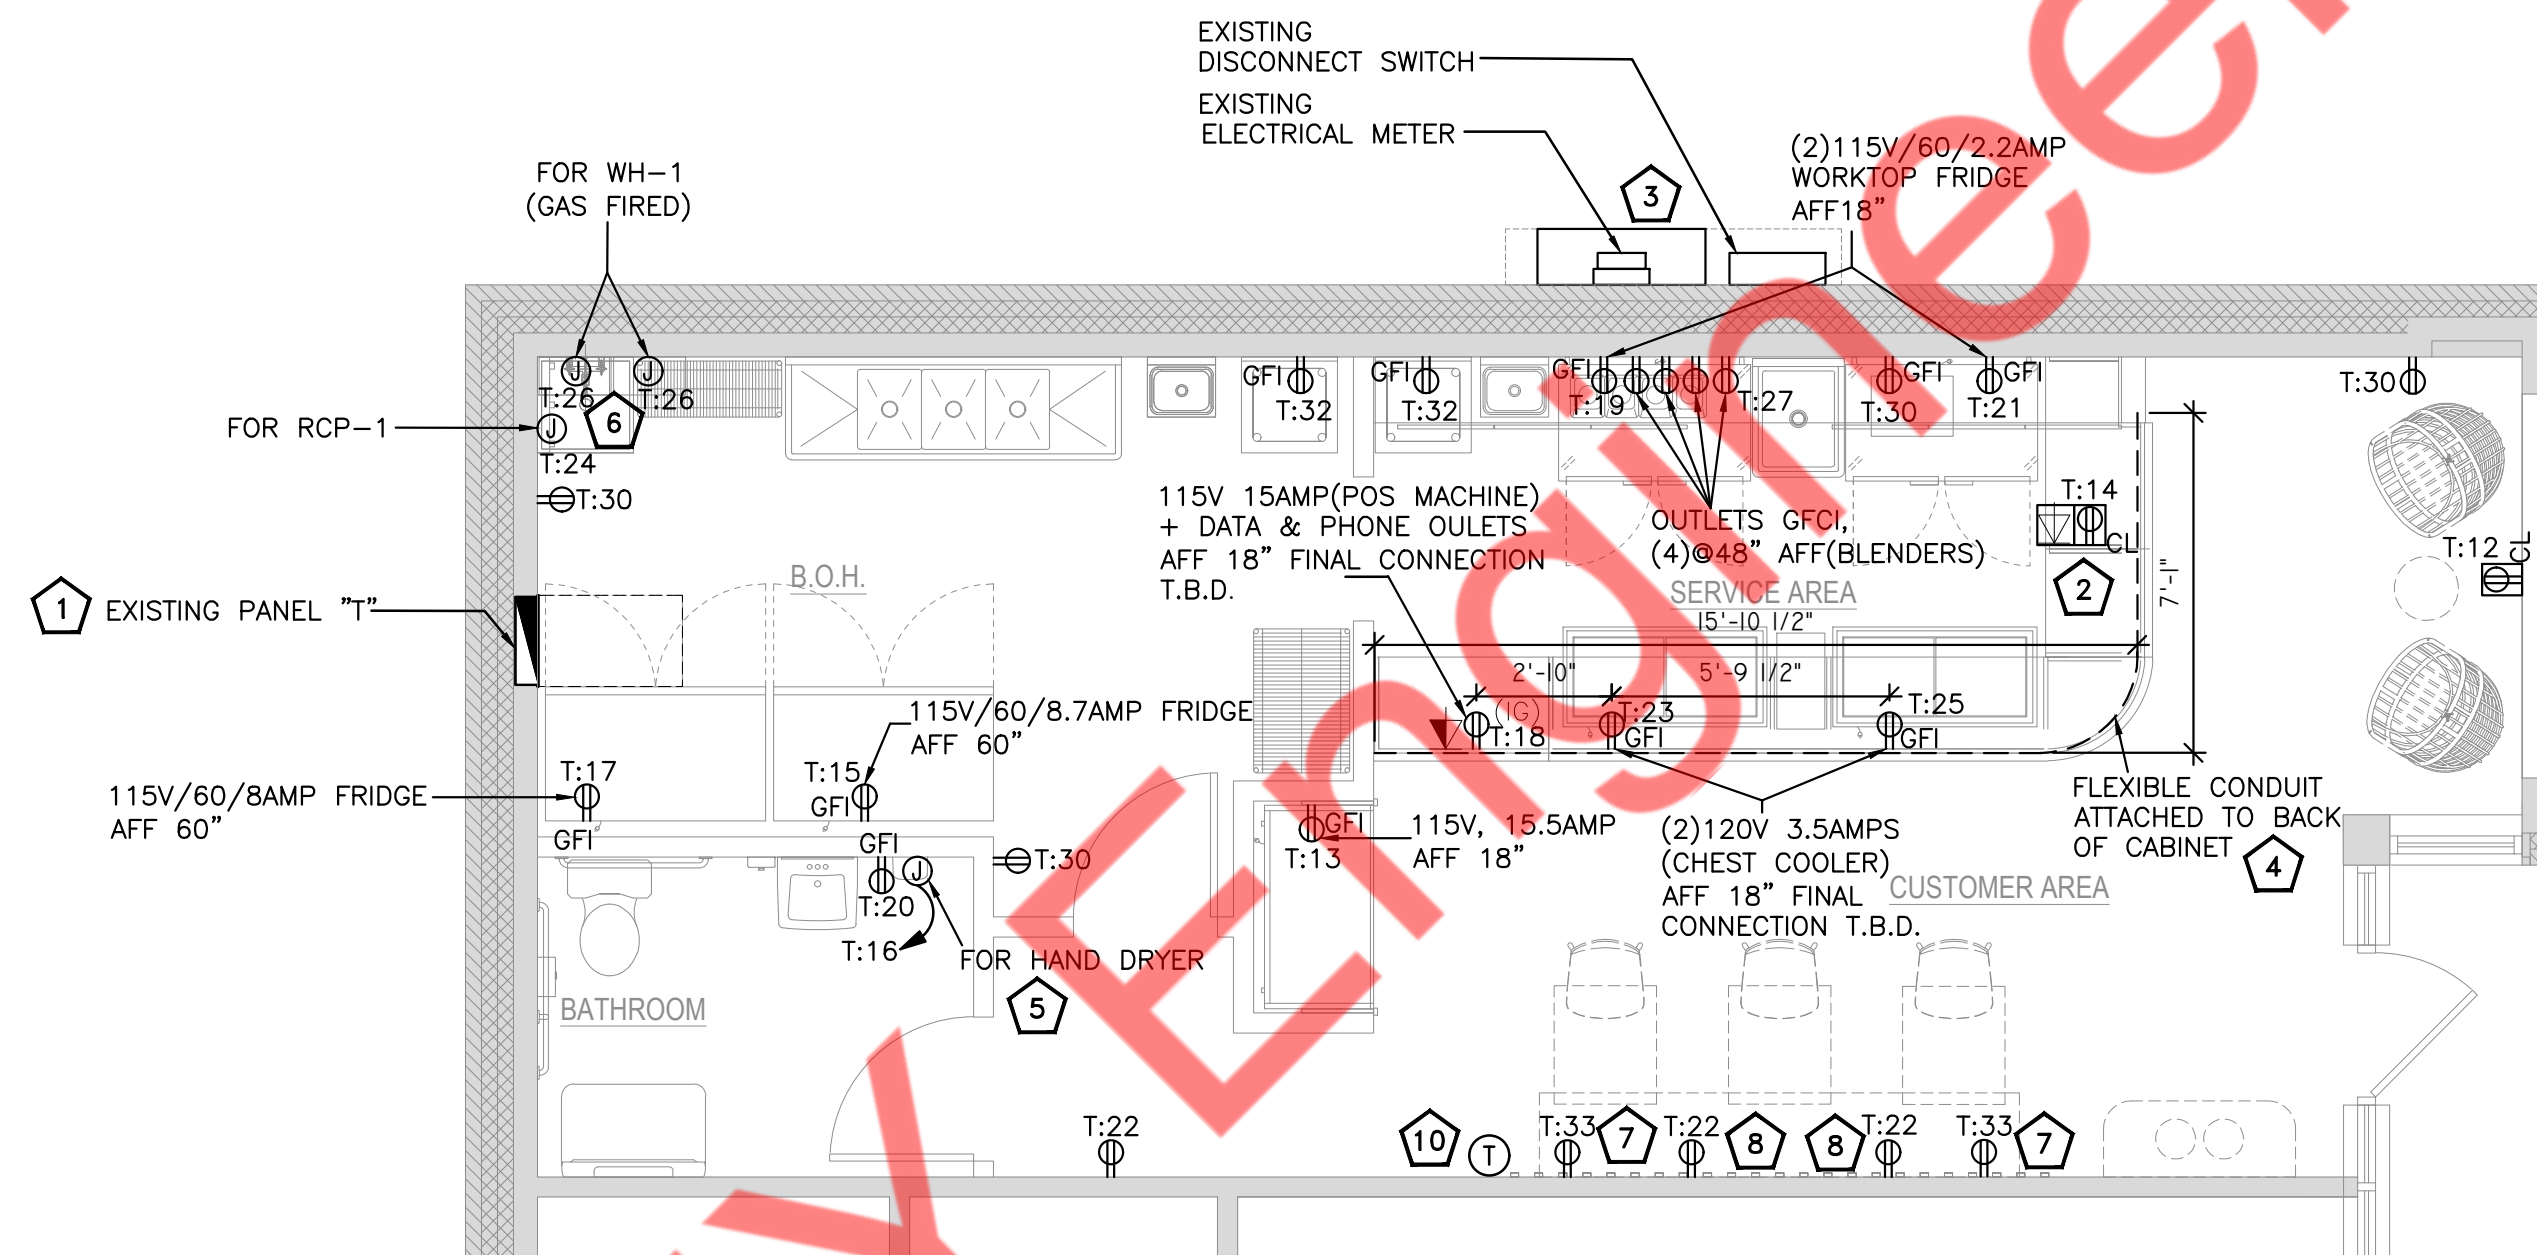 EXISTING
DISCONNECT SWITCH
EXISTING
ELECTRICAL METER
(2)115V/60/2.2AMP
WORKTOP FRIDGE
AFF18”
3
FOR WH-1
(GAS FIRED)
J
J
T:26
T:26
6
FOR RCP-1
J
T:24
T:30
GFI
T:32
GFI
T:32
GFI
T:19
T:27
GFI
T:30
GFI
T:21
T:30
115V 15AMP(POS MACHINE)
+ DATA & PHONE OULETS
AFF 18” FINAL CONNECTION
T.B.D.
OUTLETS GFCI,
(4)@48” AFF(BLENDERS)
SERVICE AREA
15'-10 1/2"
T:14
CL
2
7'-1"
T:12
CL
B.O.H.
1
EXISTING PANEL ”T”
2'-10"
5'-9 1/2"
(IG)
T:18
T:23
GFI
T:25
GFI
115V/60/8.7AMP FRIDGE
AFF 60”
T:17
GFI
T:15
GFI
115V/60/8AMP FRIDGE
AFF 60”
GFI
T:20
J
T:30
T:16
FOR HAND DRYER
5
GFI
T:13
115V, 15.5AMP
AFF 18”
(2)120V 3.5AMPS
(CHEST COOLER)
AFF 18” FINAL
CONNECTION T.B.D.
FLEXIBLE CONDUIT
ATTACHED TO BACK
OF CABINET
4
CUSTOMER AREA
BATHROOM
T:22
10
T
T:33
7
T:22
8
8
T:22
T:33
7
Y Engineer